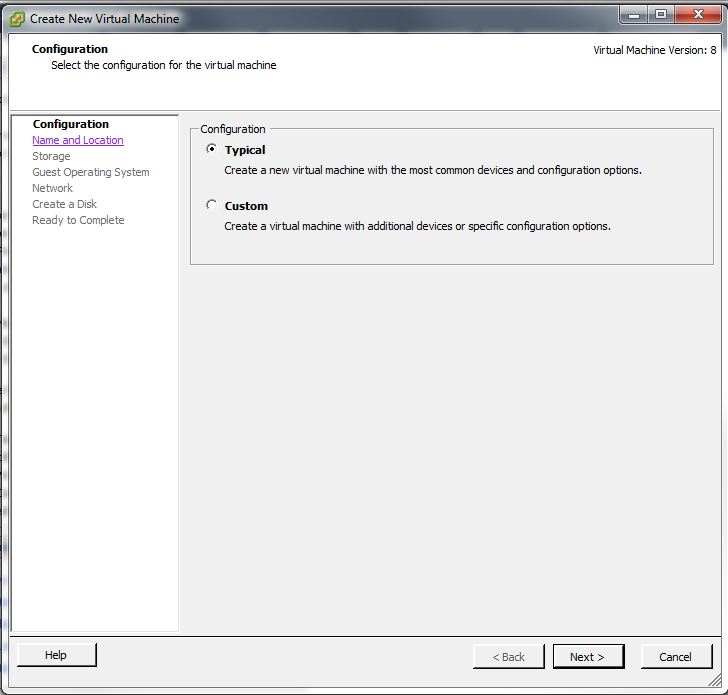 Create New Virtual Machine
Configuration
Select the configuration for the virtual machine
Virtual Machine Version: 8
Configuration
Name and Location
Storage
Guest Operating System
Network
Create a Disk
Ready to Complete
Configuration
Typical
Create a new virtual machine with the most common devices and configuration options.
Custom
Create a virtual machine with additional devices or specific configuration options.
Help
< Back
Next >
Cancel